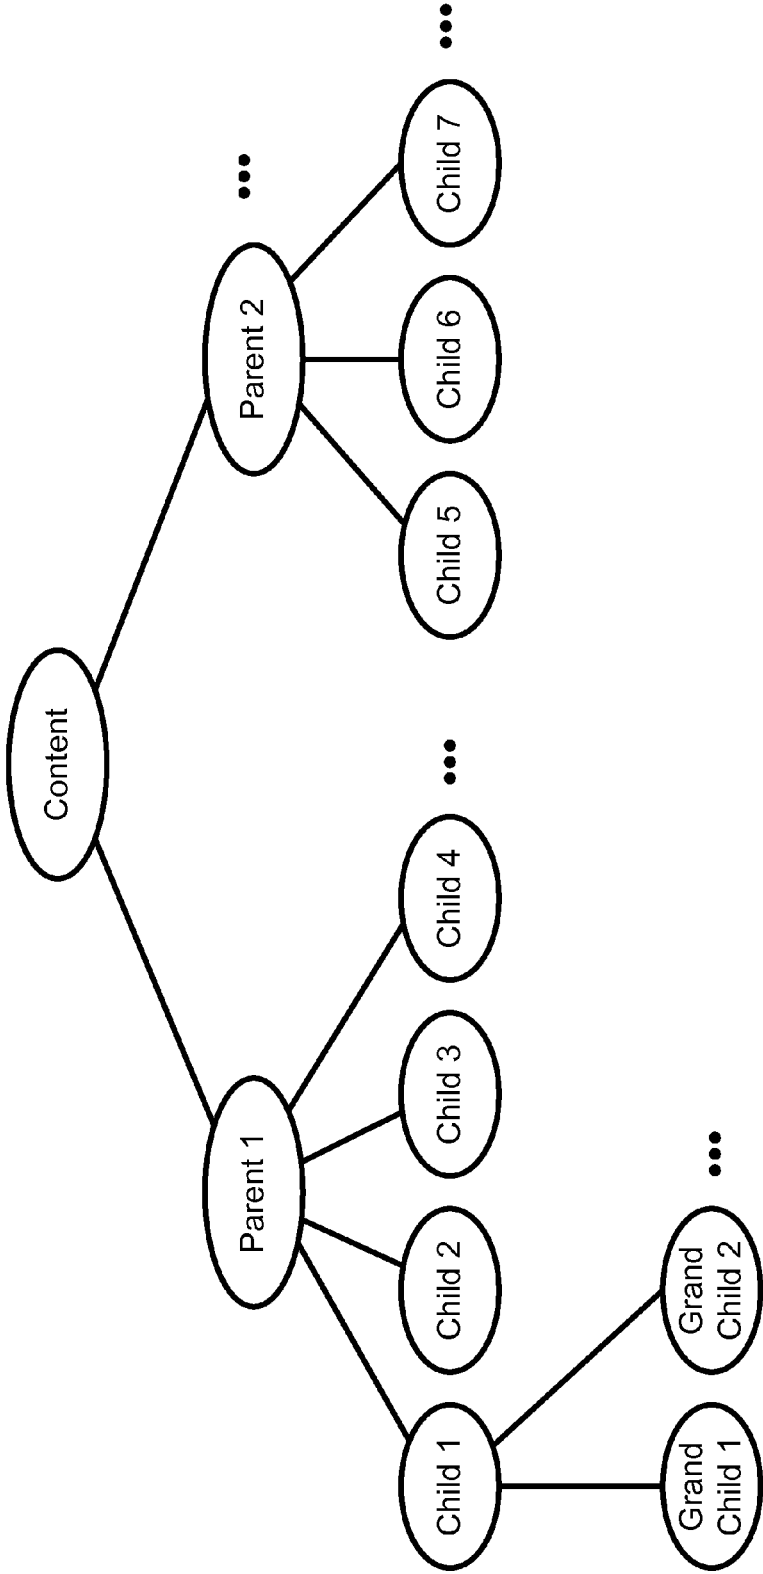 Content
Parent 1
Parent 2
•••
Child 1
Child 2
Child 3
Child 4
•••
Child 5
Child 6
Child 7
•••
Grand
Child 1
Grand
Child 2
•••